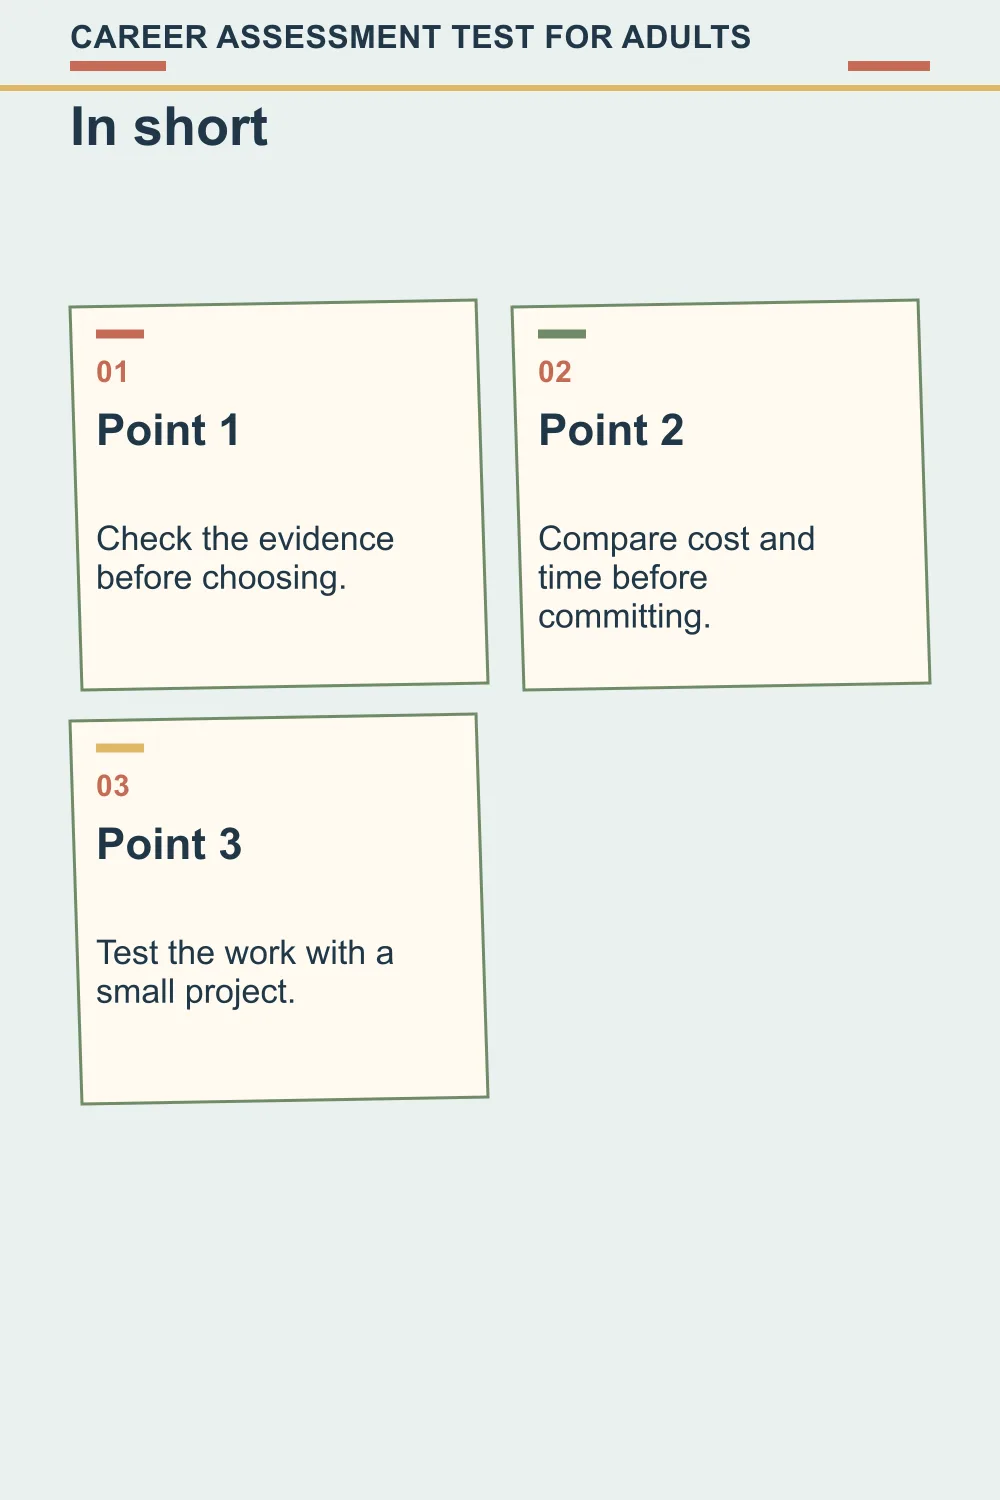 CAREER ASSESSMENT TEST FOR ADULTS
In short
01
Point 1
Check the evidence
before choosing.
02
Point 2
Compare cost and
time before
committing.
03
Point 3
Test the work with a
small project.